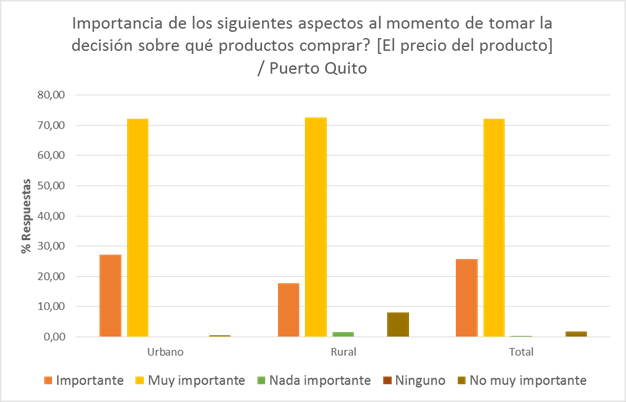 Importancia de los siguientes aspectos al momento de tomar la
decisión sobre qué productos comprar? [El precio del producto]
/ Puerto Quito
80,00
70,00
60,00
50,00
40,00
30,00
20,00
10,00
0,00
% Respuestas
Urbano Rural Total
Importante Muy importante Nada importante Ninguno No muy importante